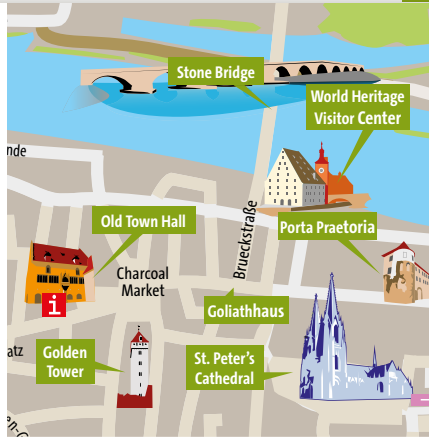 Stone Bridge
World Heritage
Visitor Center
nde
Brueckstraße
Old Town Hall
Porta Praetoria
Charcoal
Market
i
Goliathhaus
atz
Golden
Tower
St. Peter's
Cathedral
en-G